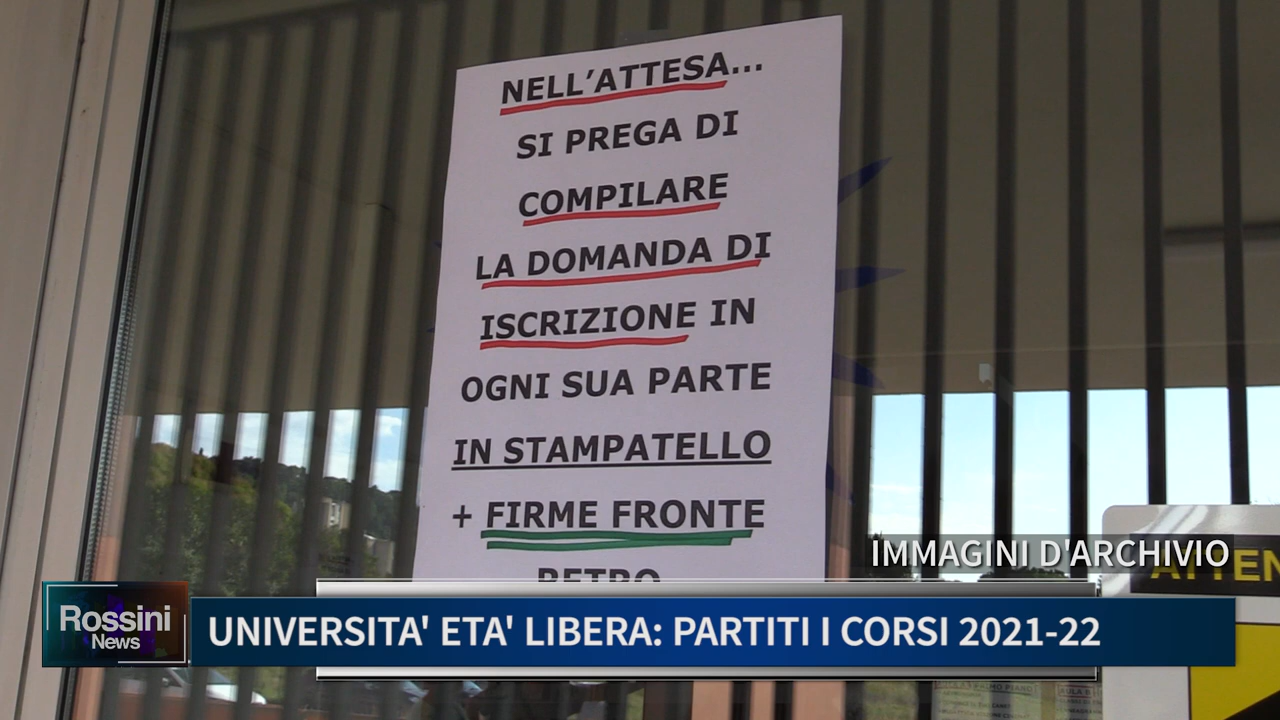 NELL'ATTESA...
SI PREGA DI
COMPILARE
LA DOMANDA DI
ISCRIZIONE IN
OGNI SUA PARTE
IN STAMPATELLO
+ FIRME FRONTE
RETRO
IMMAGINI D'ARCHIVIO
ATTEN
Rossini
News
UNIVERSITA' ETA' LIBERA: PARTITI I CORSI 2021-22